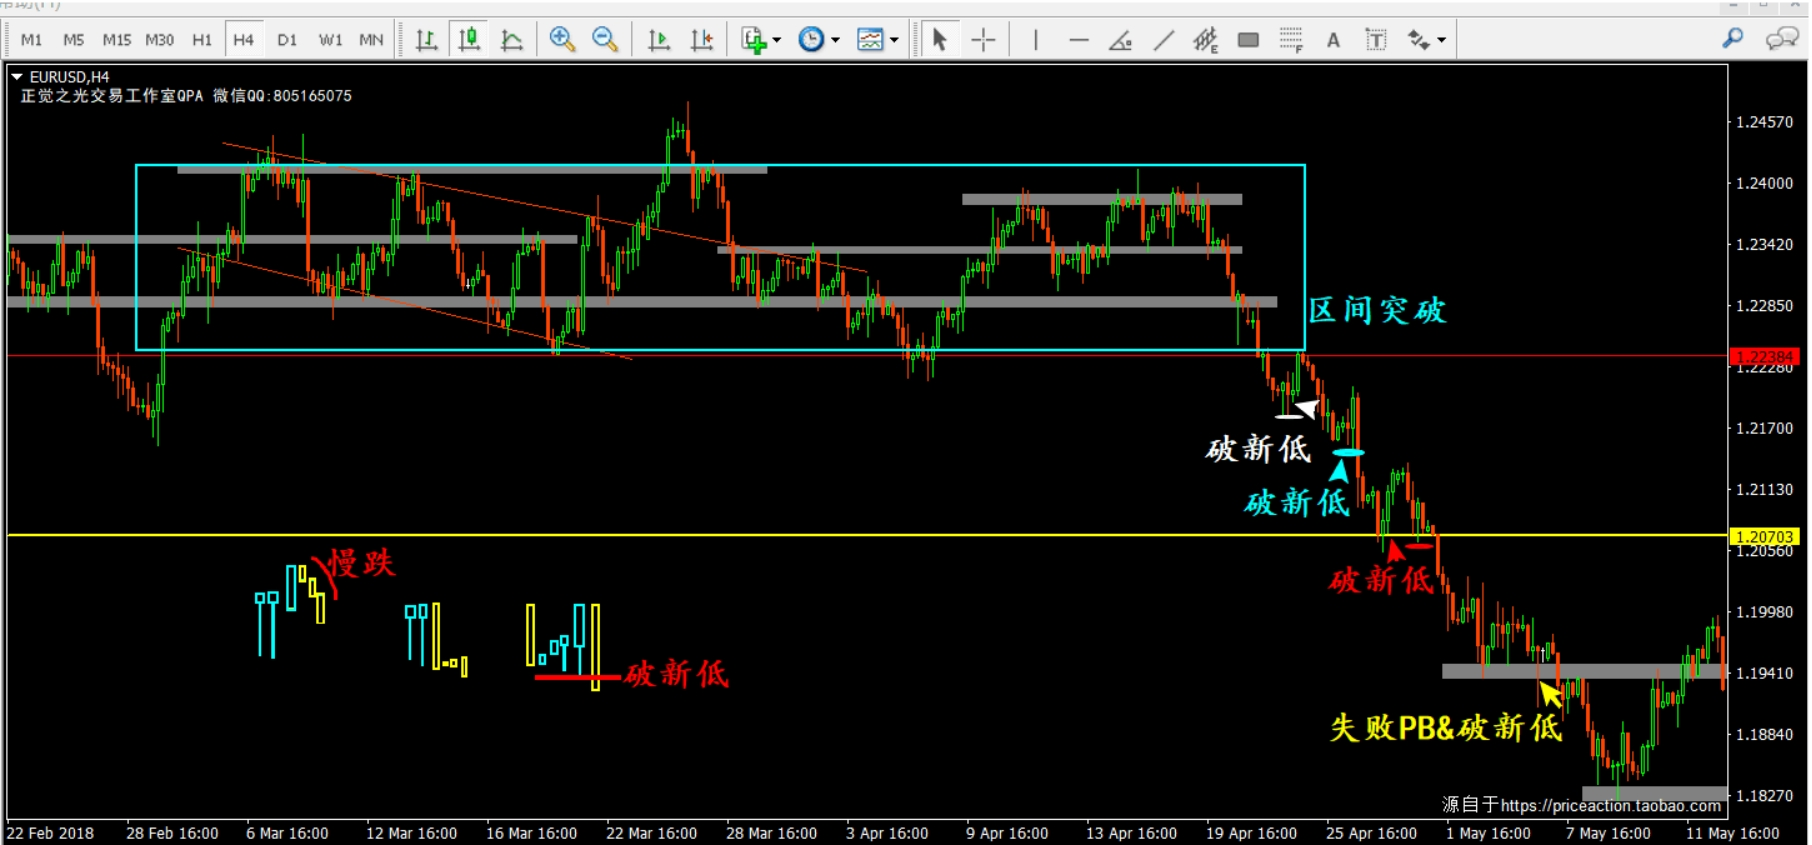 M1 M5 M15 M30 H1 H4 D1 W1 MN
EURUSD,H4
正觉之光交易工作室QPA 微信QQ:805165075
1.24570
1.24000
1.23420
区间突破
1.22850
1.22384
1.22280
1.21700
破新低
1.21130
破新低
1.20703
1.20560
慢跌
破新低
1.19980
1.19410
破新低
失败PB&破新低
1.18840
1.18270
源自于https://priceaction.taobao.com
22 Feb 2018 28 Feb 16:00 6 Mar 16:00 12 Mar 16:00 16 Mar 16:00 22 Mar 16:00 28 Mar 16:00 3 Apr 16:00 9 Apr 16:00 13 Apr 16:00 19 Apr 16:00 25 Apr 16:00 1 May 16:00 7 May 16:00 11 May 16:00